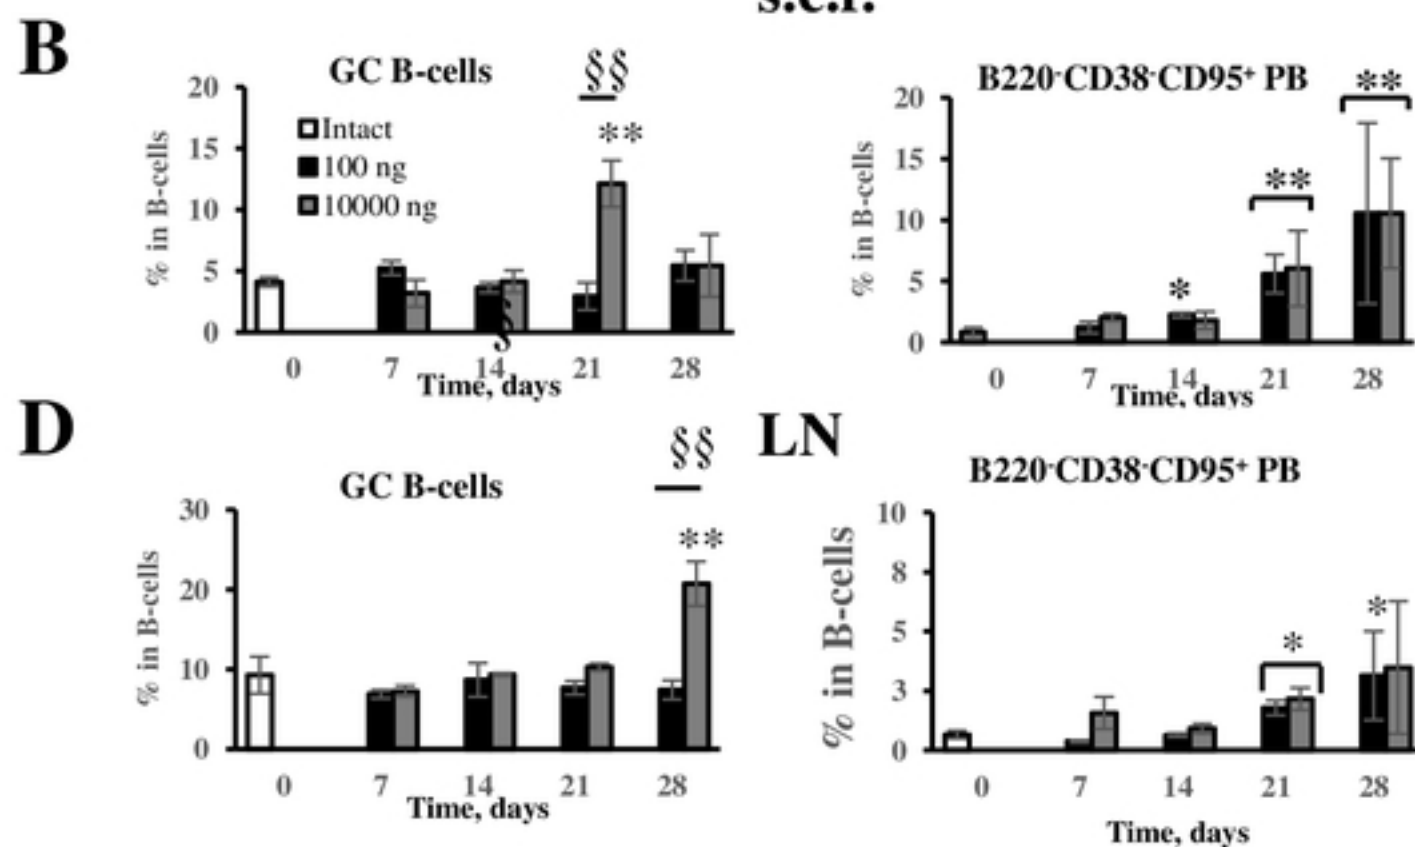 s.c.f.
B
GC B-cells
§§
**
20
15
10
5
0
% in B-cells
Intact
100 ng
10000 ng
§
0 7 14 21 28
Time, days
B220-CD38-CD95+ PB
**
**
*
20
15
10
5
0
% in B-cells
0 7 14 21 28
Time, days
D
GC B-cells
§§
**
30
20
10
0
% in B-cells
0 7 14 21 28
Time, days
LN
B220-CD38-CD95+ PB
*
*
10
8
5
3
0
% in B-cells
0 7 14 21 28
Time, days